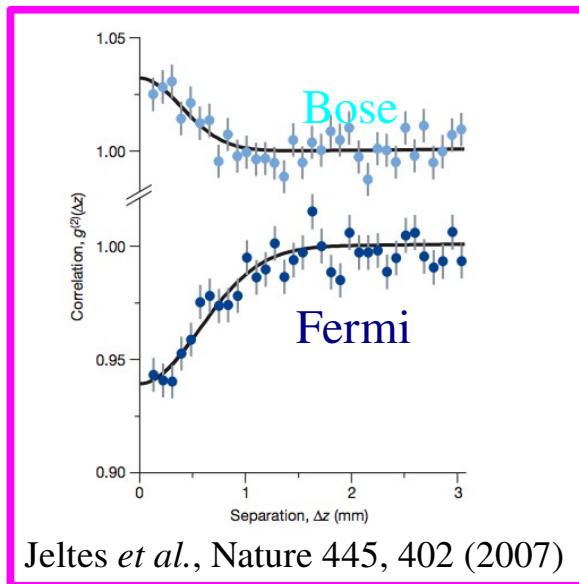 1.05
Bose
1.00
Correlation, g(2)(Δz)
1.00
Fermi
0.95
0.90
0 1 2 3
Separation, Δz (mm)
Jeltes et al., Nature 445, 402 (2007)